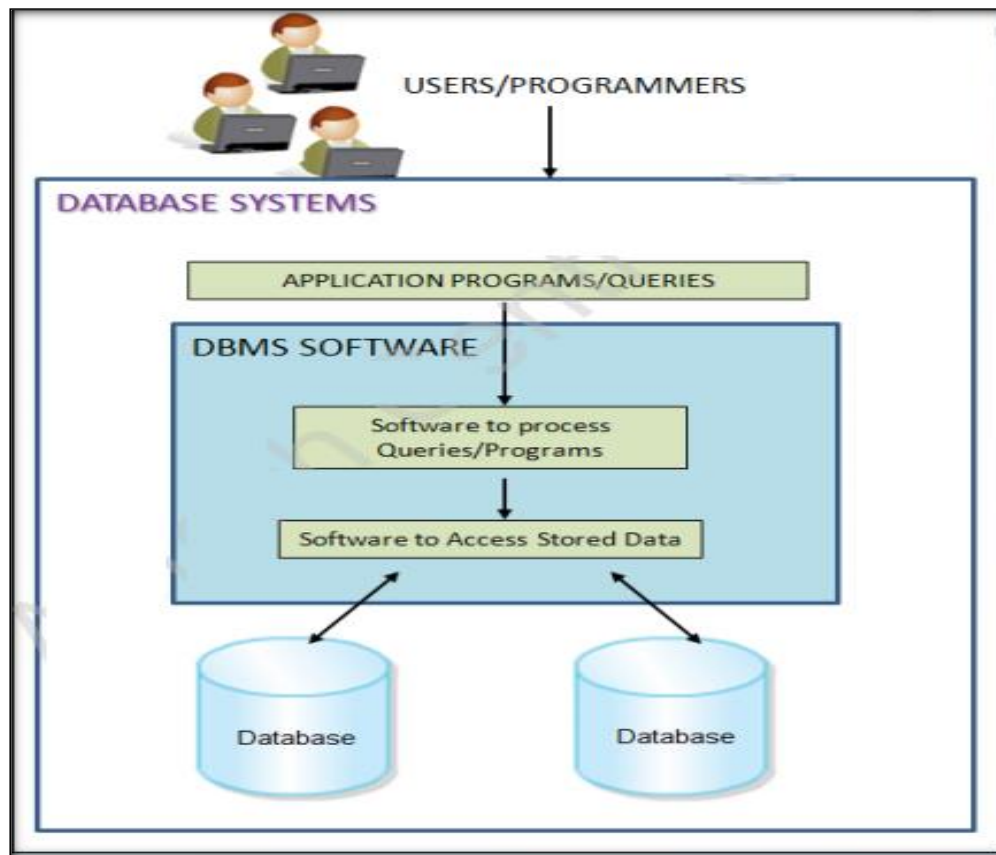 USERS/PROGRAMMERS
DATABASE SYSTEMS
APPLICATION PROGRAMS/QUERIES
DBMS SOFTWARE
Software to process
Queries/Programs
Software to Access Stored Data
Database
Database